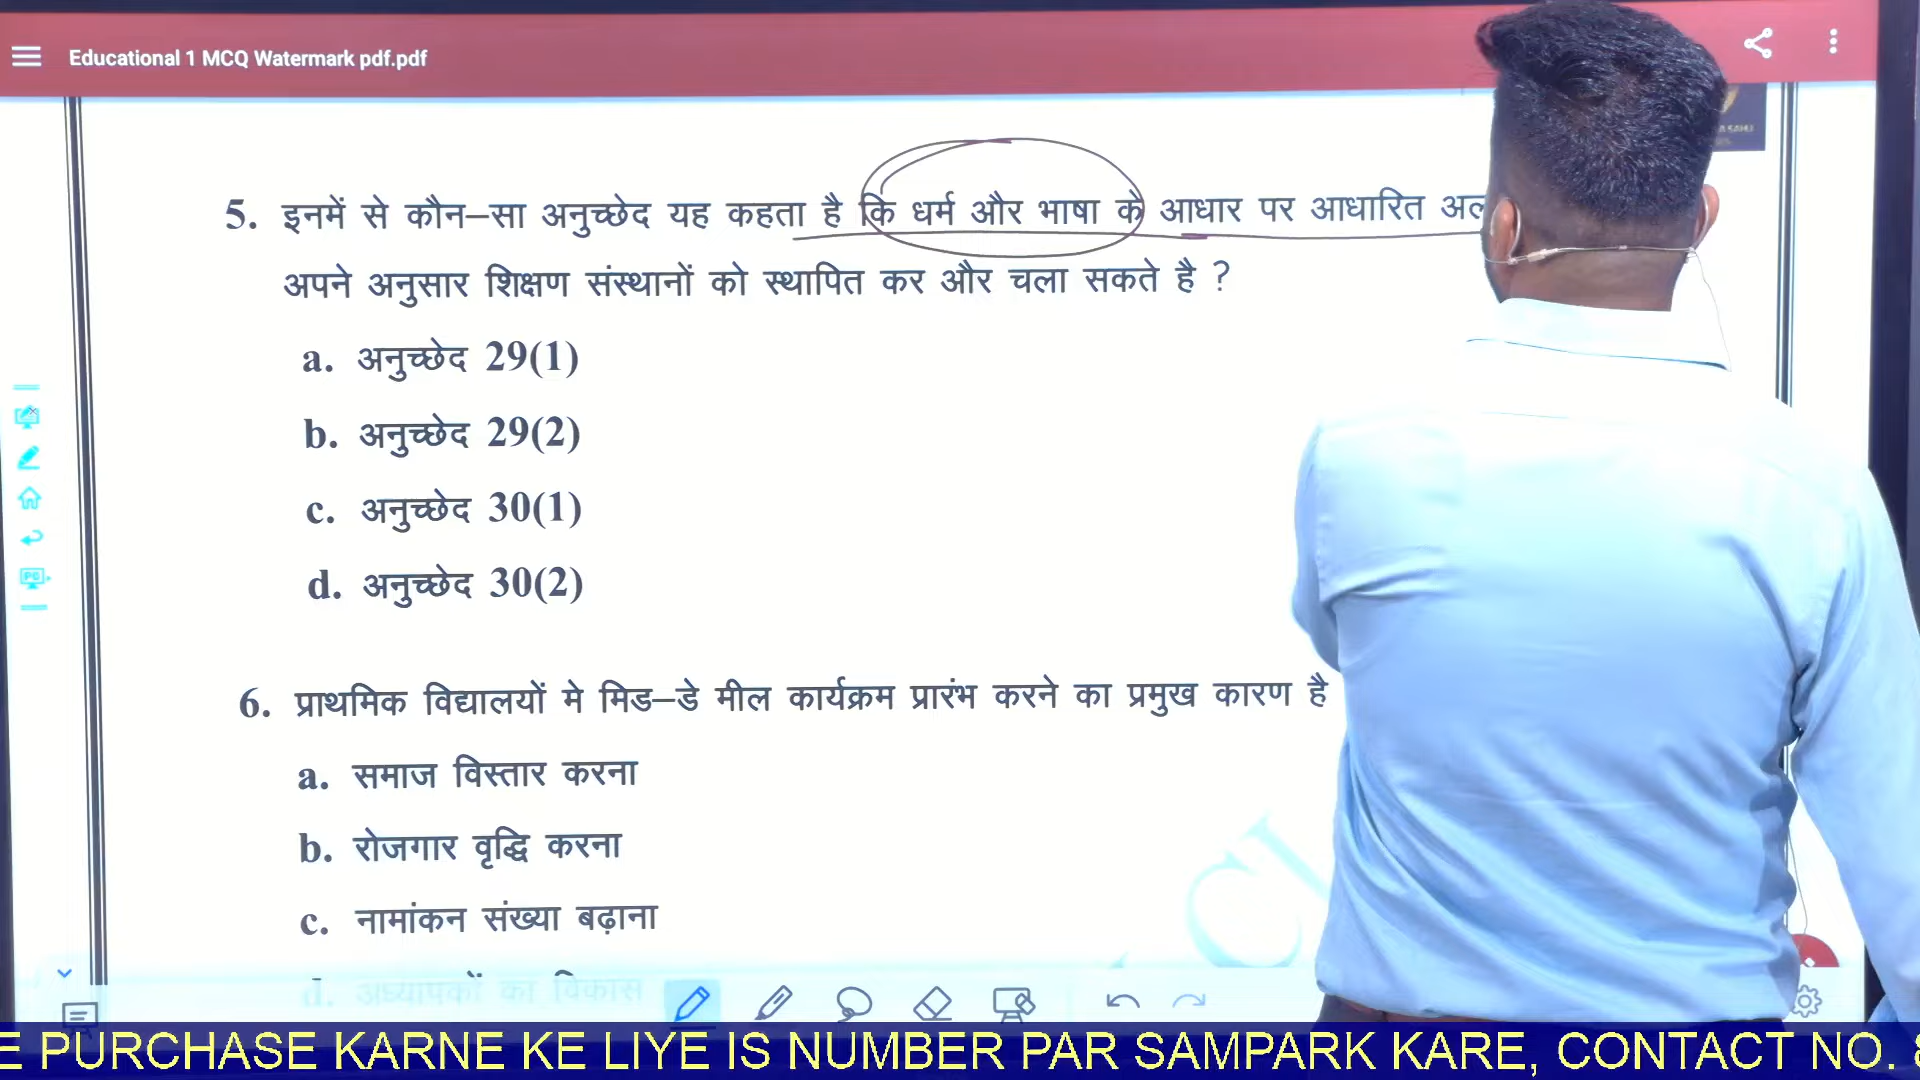 Educational 1 MCQ Watermark pdf.pdf
5. इनमें से कौन–सा अनुच्छेद यह कहता है कि धर्म और भाषा के आधार पर आधारित
अपने अनुसार शिक्षण संस्थानों को स्थापित कर और चला सकते है ?
a. अनुच्छेद 29(1)
b. अनुच्छेद 29(2)
c. अनुच्छेद 30(1)
d. अनुच्छेद 30(2)
6. प्राथमिक विद्यालयों मे मिड–डे मील कार्यक्रम प्रारंभ करने का प्रमुख कारण है
a. समाज विस्तार करना
b. रोजगार वृद्धि करना
c. नामांकन संख्या बढ़ाना
d. अध्यापकों का विकास
E PURCHASE KARNE KE LIYE IS NUMBER PAR SAMPARK KARE, CONTACT NO.